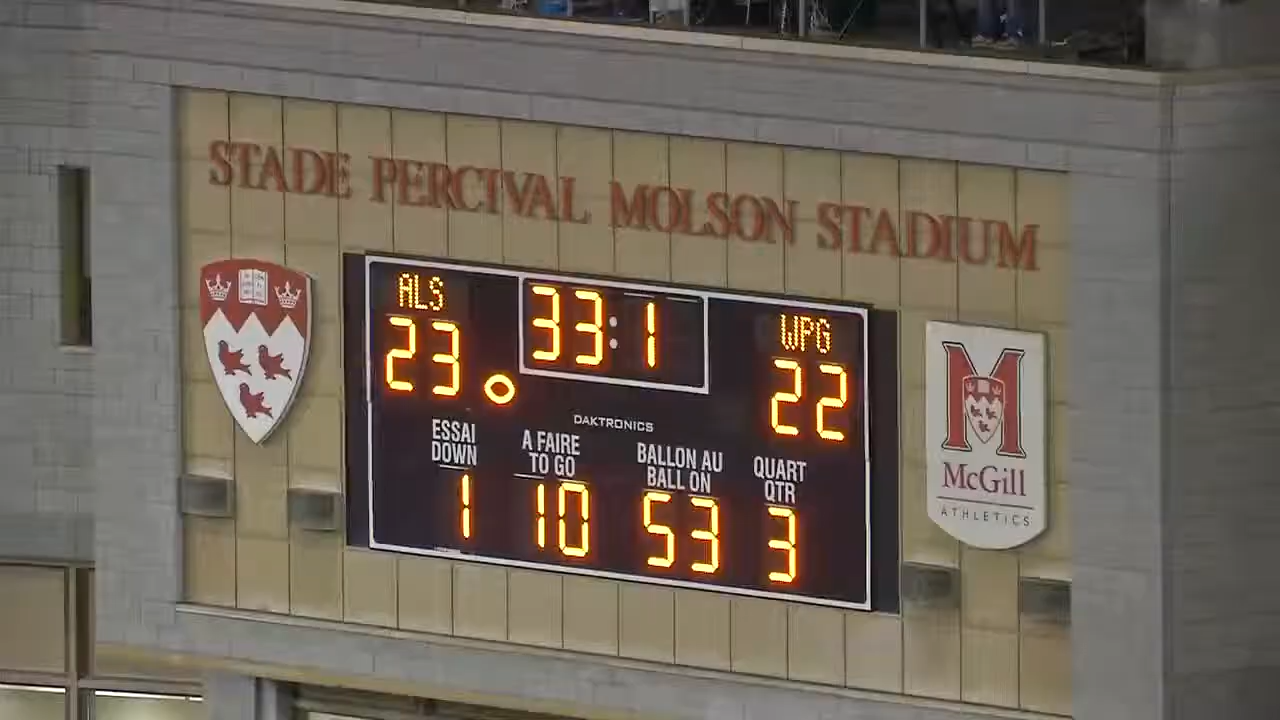 STADE PERCIVAL MOLSON STADIUM
ALS
33:1
WPG
23
22
DAKTRONICS
ESSAI
DOWN
A FAIRE
TO GO
BALLON AU
BALL ON
QUART
QTR
1
10
53
3
M
McGill
ATHLETICS